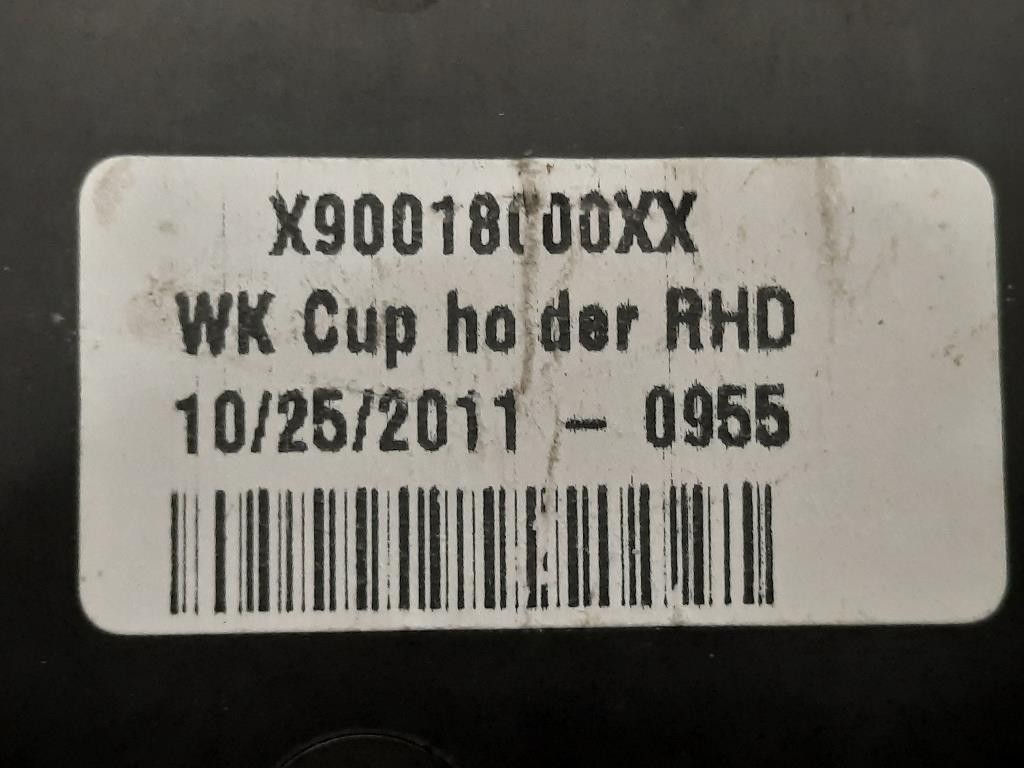 X90018000XX
WK Cup holder RHD
10/25/2011 - 0955